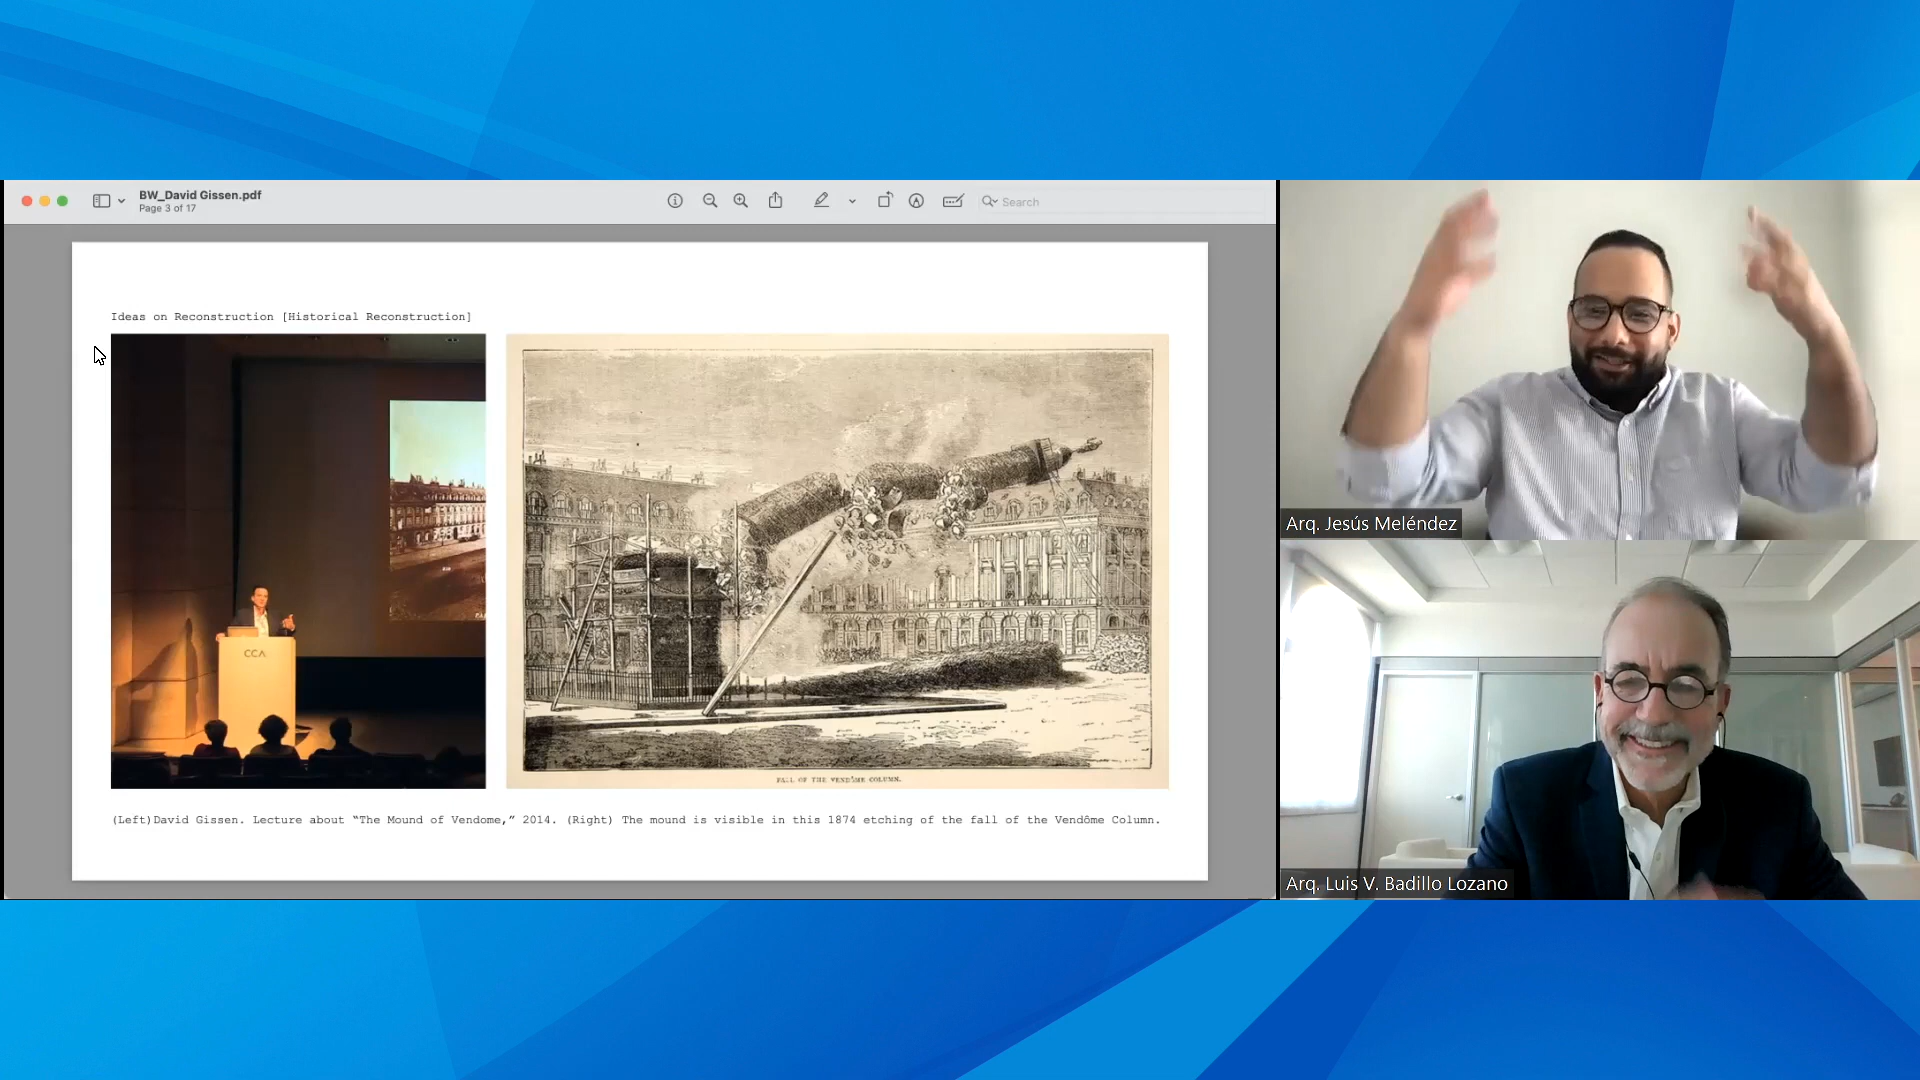 BW_David Gissen.pdf
Page 3 of 17
Search
Ideas on Reconstruction [Historical Reconstruction]
CCA
FALL OF THE VENDÔME COLUMN.
(Left)David Gissen. Lecture about “The Mound of Vendome,” 2014. (Right) The mound is visible in this 1874 etching of the fall of the Vendôme Column.
Arq. Jesús Meléndez
Arq. Luis V. Badillo Lozano